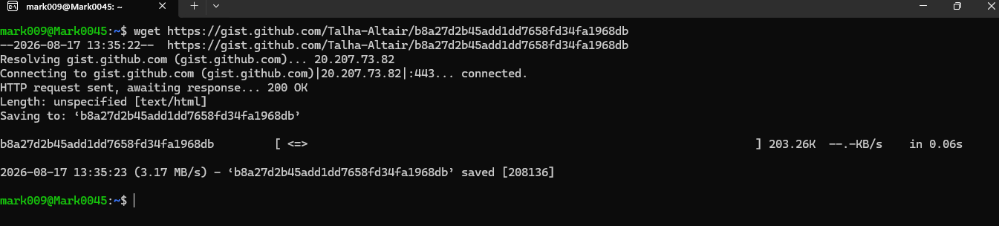 mark009@Mark0045: ~
mark009@Mark0045:~$ wget https://gist.github.com/Talha-Altair/b8a27d2b45add1dd7658fd34fa1968db
--2026-08-17 13:35:22--  https://gist.github.com/Talha-Altair/b8a27d2b45add1dd7658fd34fa1968db
Resolving gist.github.com (gist.github.com)... 20.207.73.82
Connecting to gist.github.com (gist.github.com)|20.207.73.82|:443... connected.
HTTP request sent, awaiting response... 200 OK
Length: unspecified [text/html]
Saving to: ‘b8a27d2b45add1dd7658fd34fa1968db’
b8a27d2b45add1dd7658fd34fa1968db [ <=> ] 203.26K --.-KB/s in 0.06s
2026-08-17 13:35:23 (3.17 MB/s) - ‘b8a27d2b45add1dd7658fd34fa1968db’ saved [208136]
mark009@Mark0045:~$